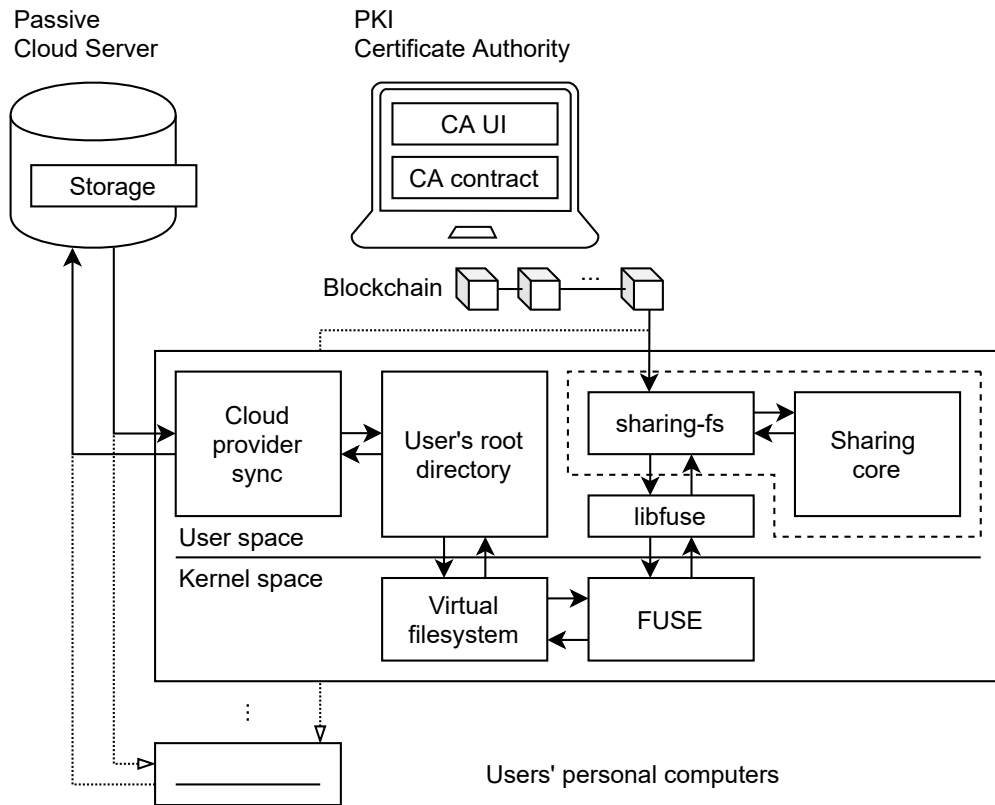 Passive
Cloud Server
PKI
Certificate Authority
CA UI
CA contract
Storage
Blockchain
...
Cloud
provider
sync
User's root
directory
sharing-fs
Sharing
core
libfuse
User space
Kernel space
Virtual
filesystem
FUSE
...
Users' personal computers